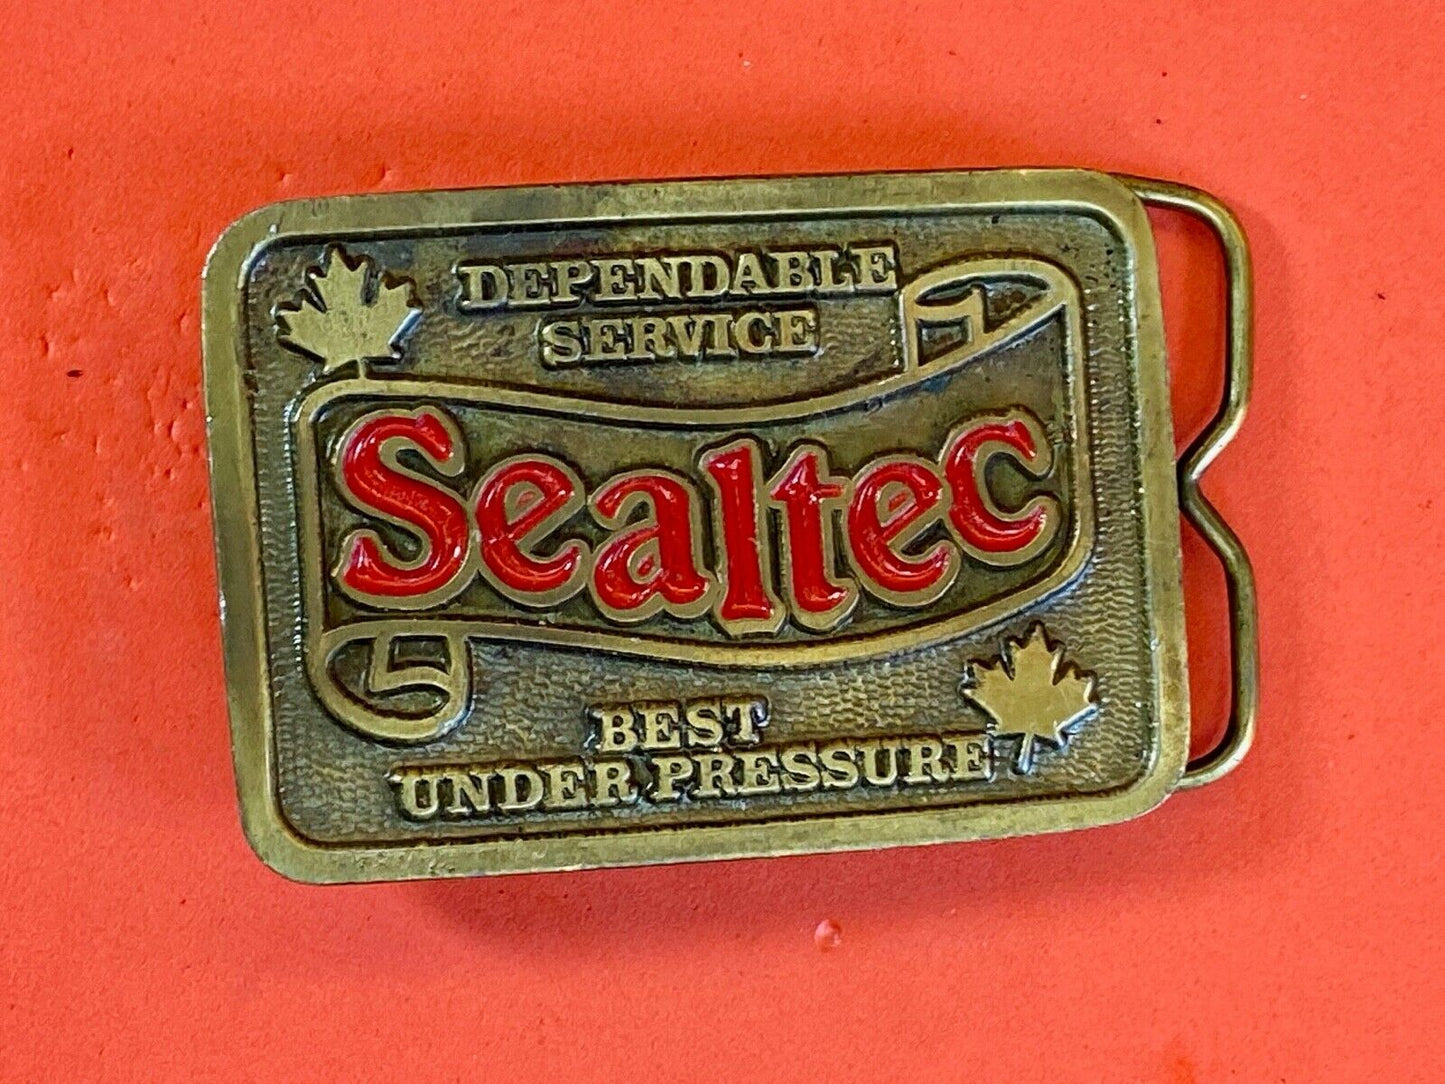 DEPENDABLE
SERVICE
Sealtec
BEST
UNDER PRESSURE